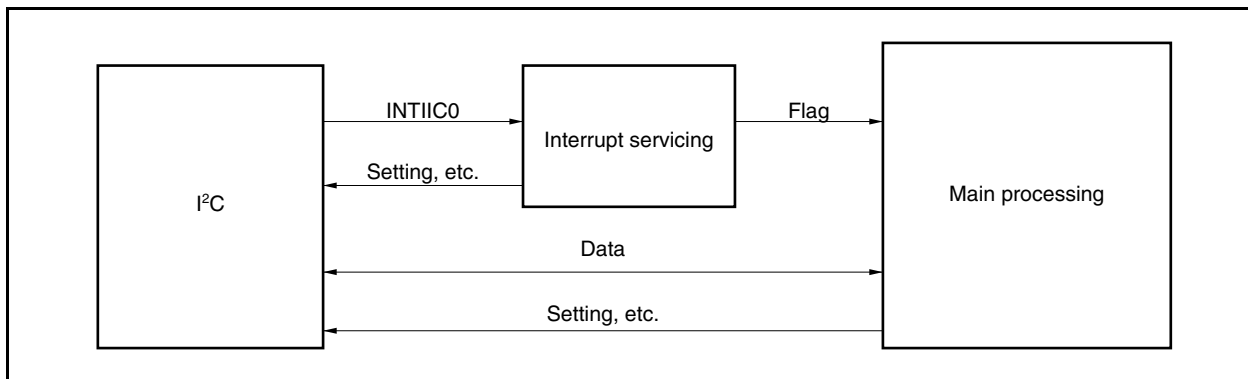 INTIIC0
Flag
Interrupt servicing
Setting, etc.
I²C
Main processing
Data
Setting, etc.